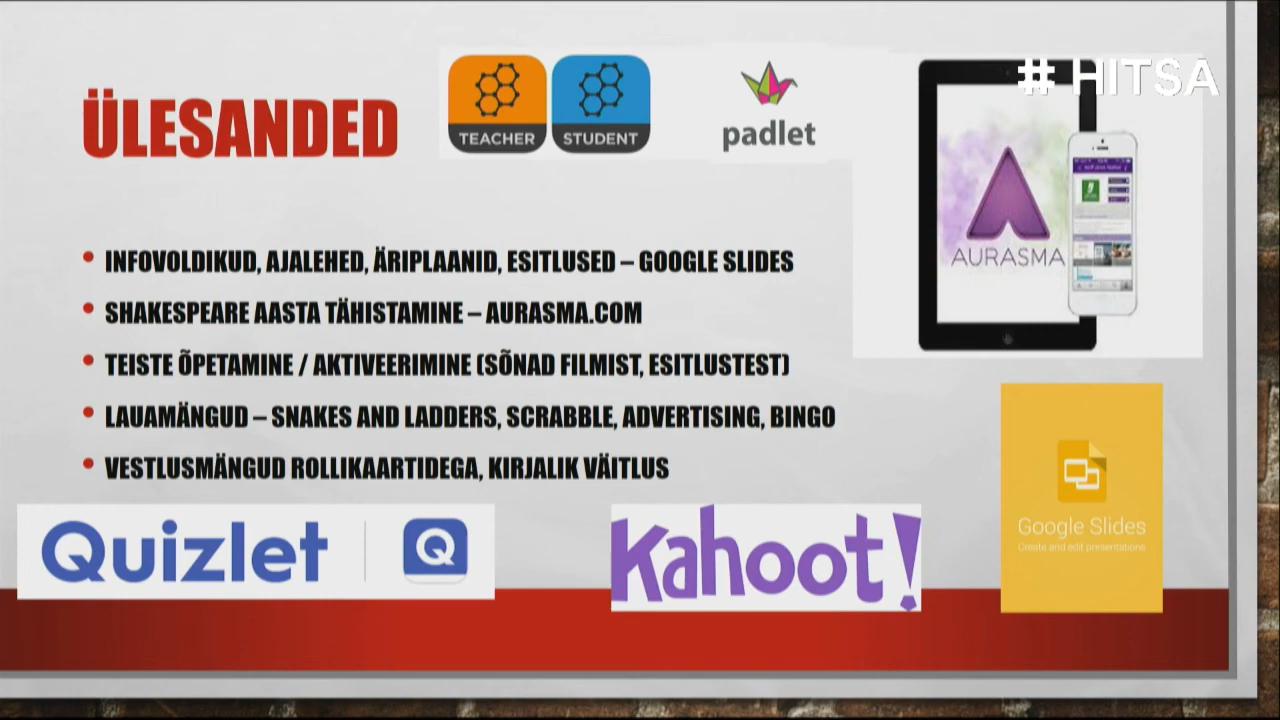 # HITSA
ÜLESANDED
TEACHER
STUDENT
padlet
AURASMA
• INFOVOLDIKUD, AJALEHED, ÄRIPLAANID, ESITLUSED – GOOGLE SLIDES
• SHAKESPEARE AASTA TÄHISTAMINE – AURASMA.COM
• TEISTE ÕPETAMINE / AKTIVEERIMINE (SÕNAD FILMIST, ESITLUSTEST)
• LAUAMÄNGUD – SNAKES AND LADDERS, SCRABBLE, ADVERTISING, BINGO
• VESTLUSMÄNGUD ROLLIKAARTIDEGA, KIRJALIK VÄITLUS
Quizlet
Q
Kahoot!
Google Slides
Create and edit presentations